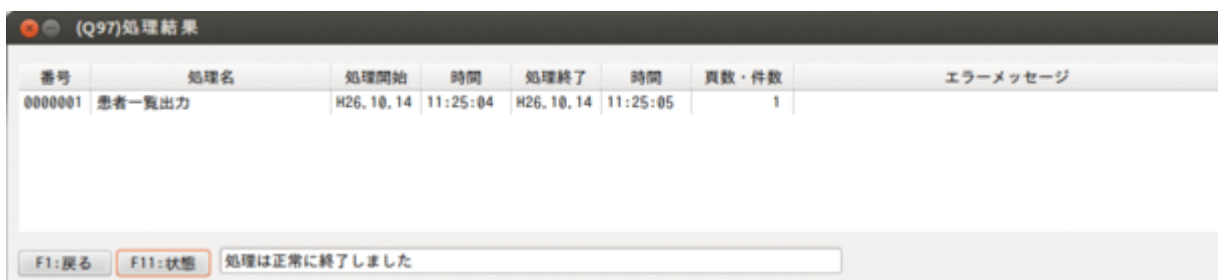 (Q97)処理結果
番号 処理名 処理開始 時間 処理終了 時間 頁数・件数 エラーメッセージ
0000001 患者一覧出力 H26.10.14 11:25:04 H26.10.14 11:25:05 1
F1:戻る F11:状態 処理は正常に終了しました